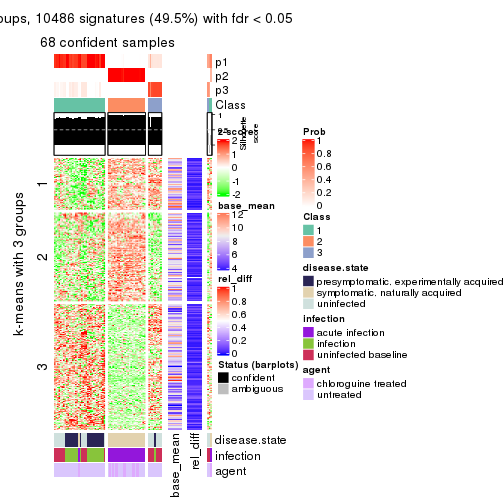 oups, 10486 signatures (49.5%) with fdr < 0.05
68 confident samples
p1
p2
p3
Class
1
Silhouette
score
z-score
2
1
0
-1
-2
base_mean
12
10
8
6
4
rel_diff
1
0.8
0.6
0.4
0.2
0
Status (barplots)
confident
ambiguous
Prob
1
0.8
0.6
0.4
0.2
0
Class
1
2
3
disease.state
presymptomatic. experimentally acquired
symptomatic. naturally acquired
uninfected
infection
acute infection
infection
uninfected baseline
agent
chloroguine treated
untreated
k-means with 3 groups
1
2
3
disease.state
infection
agent
base_mean
rel_diff